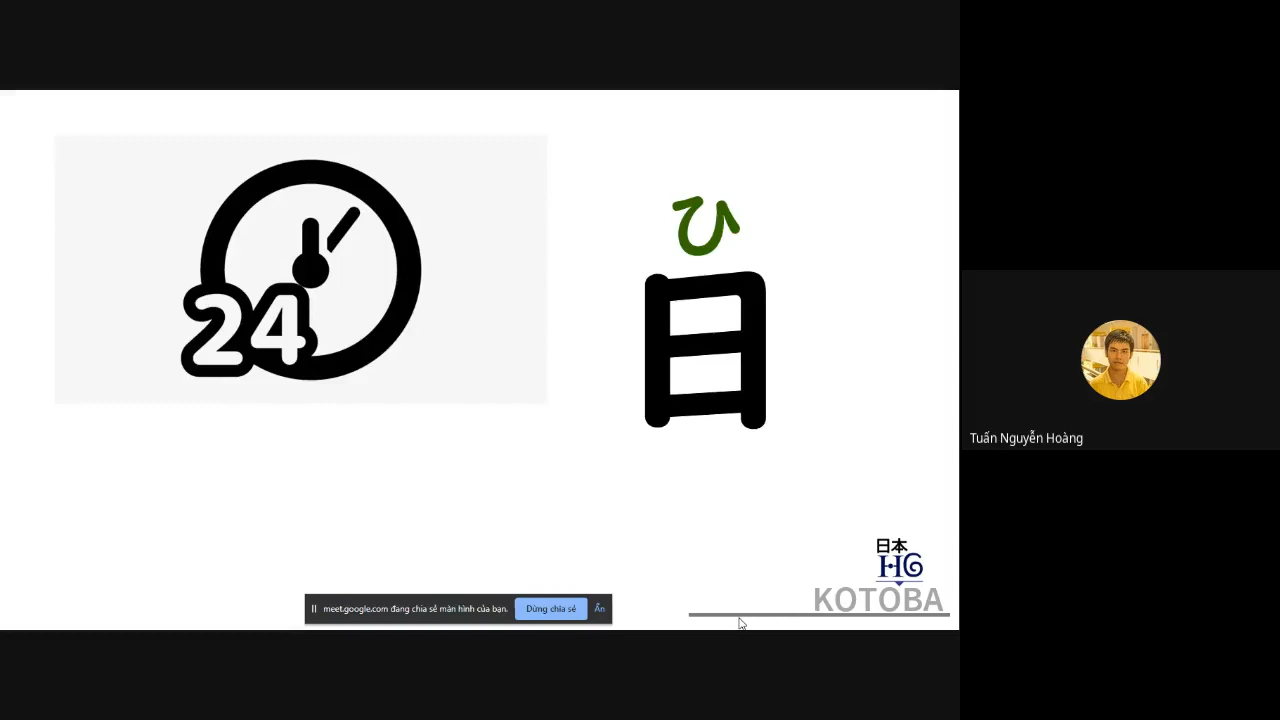 24
ひ
日
日本
HG
KOTOBA
meet.google.com đang chia sẻ màn hình của bạn.
Dừng chia sẻ
Ẩn
Tuấn Nguyễn Hoàng